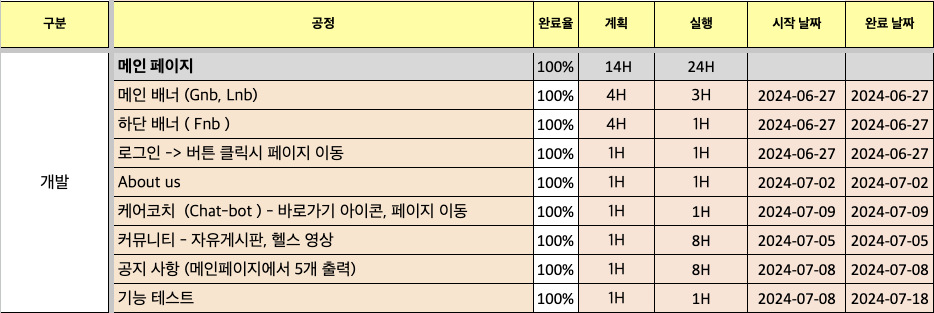 구분 공정 완료율 계획 실행 시작 날짜 완료 날짜
메인 페이지 100% 14H 24H
메인 배너 (Gnb, Lnb) 100% 4H 3H 2024-06-27 2024-06-27
하단 배너 ( Fnb ) 100% 4H 1H 2024-06-27 2024-06-27
로그인 -> 버튼 클릭시 페이지 이동 100% 1H 1H 2024-06-27 2024-06-27
개발 About us 100% 1H 1H 2024-07-02 2024-07-02
케어코치 (Chat-bot ) - 바로가기 아이콘, 페이지 이동 100% 1H 1H 2024-07-09 2024-07-09
커뮤니티 - 자유게시판, 헬스 영상 100% 1H 8H 2024-07-05 2024-07-05
공지 사항 (메인페이지에서 5개 출력) 100% 1H 8H 2024-07-08 2024-07-08
기능 테스트 100% 1H 1H 2024-07-08 2024-07-18